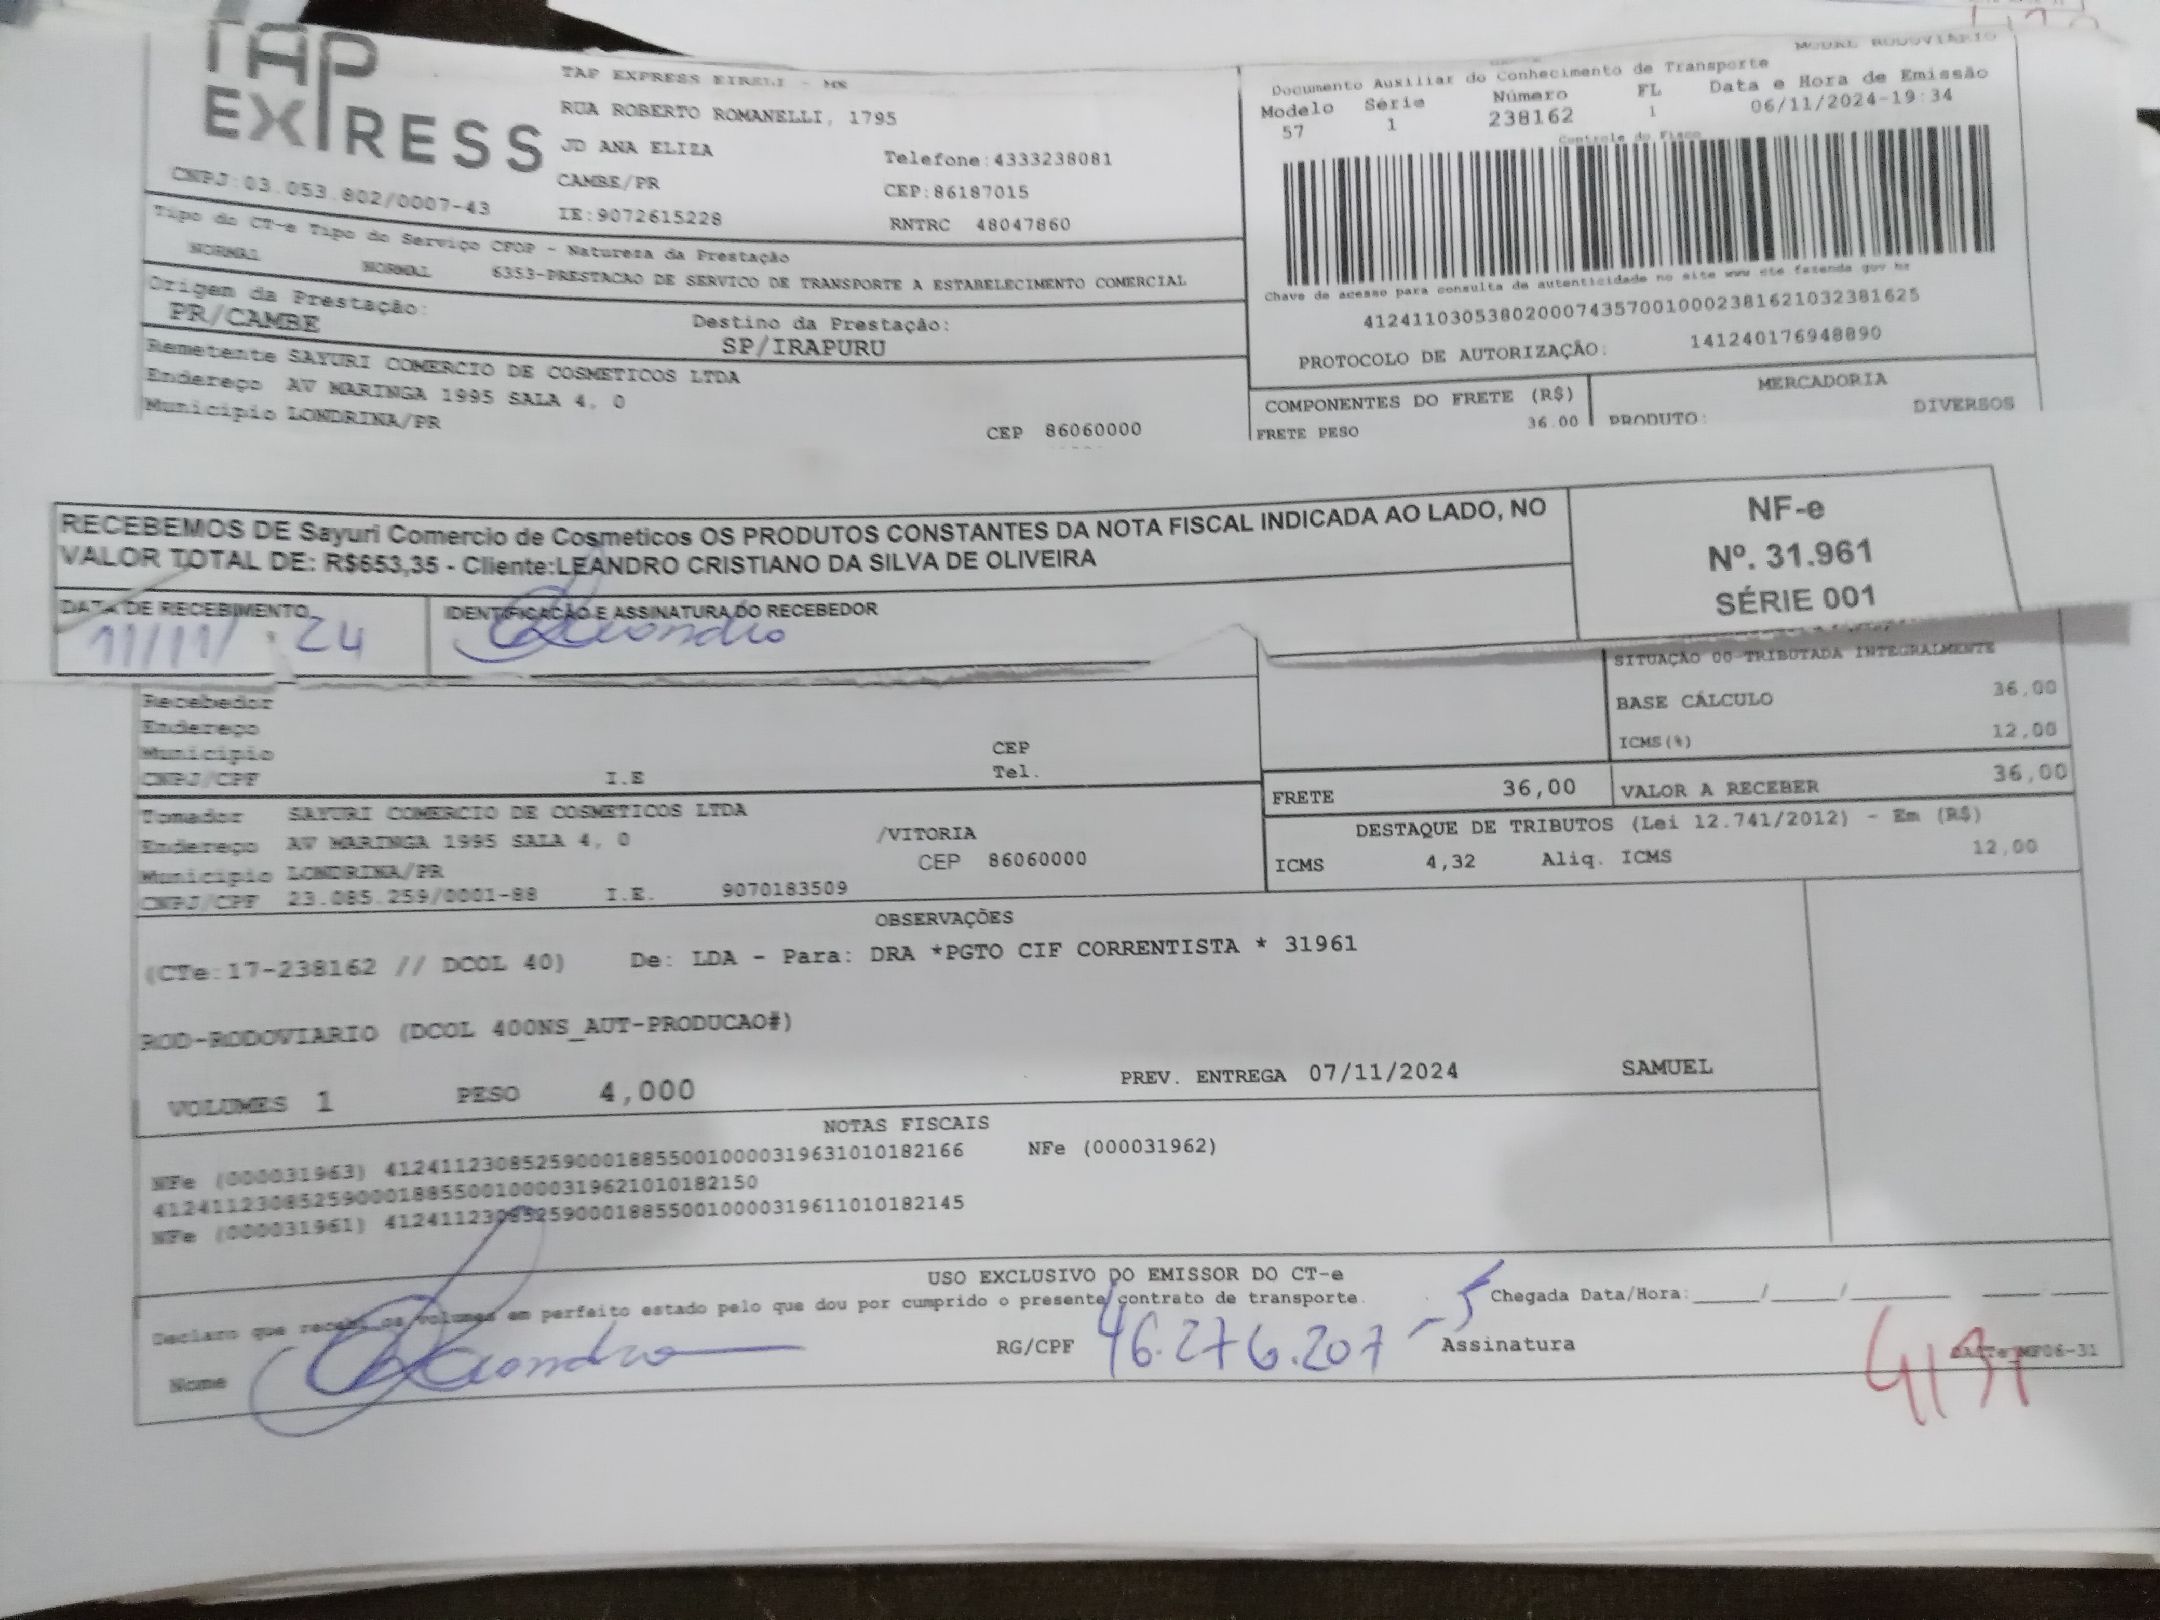 TAP EXPRESS
TAP EXPRESS EIRELI - MN
RUA ROBERTO ROMANELLI, 1795
JD ANA ELIZA
Telefone:4333238081
CAMBE/PR
CEP:86187015
CNPJ:03.053.802/0007-43
IE:9072615228
RNTRC 48047860
MODAL RODOVIÁRIO
Documento Auxiliar do Conhecimento de Transporte
Modelo Série Número FL Data e Hora de Emissão
57 1 238162 1 06/11/2024-19:34
Controle do Fisco
Chave de acesso para consulta de autenticidade no site www.cte.fazenda.gov.br
41241103053802000743570010002381621032381625
PROTOCOLO DE AUTORIZAÇÃO: 141240176948890
Tipo do CT-e Tipo do Serviço CFOP - Natureza da Prestação
NORMAL NORMAL 6353-PRESTACAO DE SERVICO DE TRANSPORTE A ESTABELECIMENTO COMERCIAL
Origem da Prestação: Destino da Prestação:
PR/CAMBE SP/IRAPURU
Remetente SAYURI COMERCIO DE COSMETICOS LTDA
Endereço AV MARINGA 1995 SALA 4, 0
Municipio LONDRINA/PR CEP 86060000
COMPONENTES DO FRETE (R$) MERCADORIA
FRETE PESO 36.00 PRODUTO: DIVERSOS
RECEBEMOS DE Sayuri Comercio de Cosmeticos OS PRODUTOS CONSTANTES DA NOTA FISCAL INDICADA AO LADO, NO
VALOR TOTAL DE: R$653,35 - Cliente:LEANDRO CRISTIANO DA SILVA DE OLIVEIRA
NF-e
Nº. 31.961
SÉRIE 001
DATA DE RECEBIMENTO IDENTIFICAÇÃO E ASSINATURA DO RECEBEDOR
11/11/24 Leandro
SITUAÇÃO 00-TRIBUTADA INTEGRALMENTE
BASE CÁLCULO 36,00
ICMS(%) 12,00
FRETE 36,00 VALOR A RECEBER 36,00
Recebedor
Endereço
Municipio CEP
CNPJ/CPF I.E Tel.
Tomador SAYURI COMERCIO DE COSMETICOS LTDA
Endereço AV MARINGA 1995 SALA 4, 0 /VITORIA
Municipio LONDRINA/PR CEP 86060000
CNPJ/CPF 23.085.259/0001-88 I.E. 9070183509
DESTAQUE DE TRIBUTOS (Lei 12.741/2012) - Em (R$)
ICMS 4,32 Aliq. ICMS 12,00
OBSERVAÇÕES
(CTe:17-238162 // DCOL 40) De: LDA - Para: DRA *PGTO CIF CORRENTISTA * 31961
ROD-RODOVIARIO (DCOL 400NS_AUT-PRODUCAO#)
VOLUMES 1 PESO 4,000 PREV. ENTREGA 07/11/2024 SAMUEL
NOTAS FISCAIS
NFe (000031963) 41241123085259000188550010000319631010182166 NFe (000031962)
41241123085259000188550010000319621010182150
NFe (000031961) 41241123085259000188550010000319611010182145
USO EXCLUSIVO DO EMISSOR DO CT-e
Declaro que recebi os volumes em perfeito estado pelo que dou por cumprido o presente contrato de transporte. Chegada Data/Hora:_____/_____/_________ _____ _____
Nome Leandro RG/CPF 46.276.207-5 Assinatura